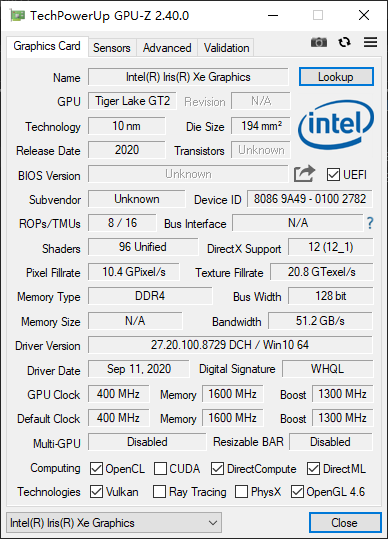 TechPowerUp GPU-Z 2.40.0
Graphics Card Sensors Advanced Validation
Name Intel(R) Iris(R) Xe Graphics Lookup
GPU Tiger Lake GT2 Revision N/A
Technology 10 nm Die Size 194 mm²
intel
Release Date 2020 Transistors Unknown
BIOS Version Unknown UEFI
Subvendor Unknown Device ID 8086 9A49 - 0100 2782
ROPs/TMUs 8 / 16 Bus Interface N/A ?
Shaders 96 Unified DirectX Support 12 (12_1)
Pixel Fillrate 10.4 GPixel/s Texture Fillrate 20.8 GTexel/s
Memory Type DDR4 Bus Width 128 bit
Memory Size N/A Bandwidth 51.2 GB/s
Driver Version 27.20.100.8729 DCH / Win10 64
Driver Date Sep 11, 2020 Digital Signature WHQL
GPU Clock 400 MHz Memory 1600 MHz Boost 1300 MHz
Default Clock 400 MHz Memory 1600 MHz Boost 1300 MHz
Multi-GPU Disabled Resizable BAR Disabled
Computing OpenCL CUDA DirectCompute DirectML
Technologies Vulkan Ray Tracing PhysX OpenGL 4.6
Intel(R) Iris(R) Xe Graphics Close